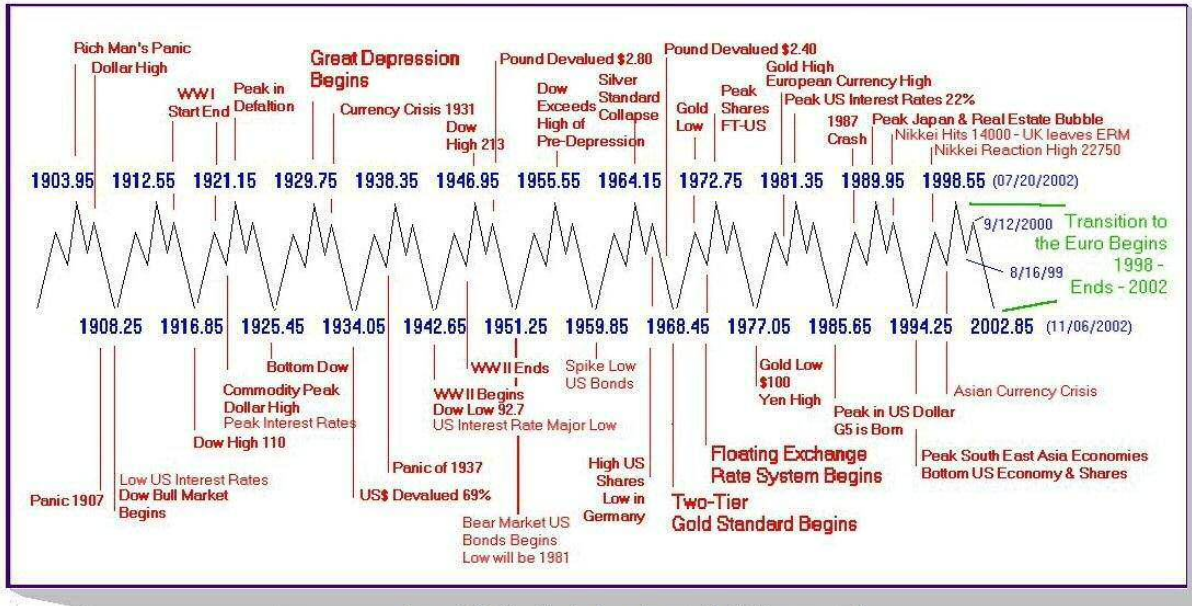 Rich Man's Panic
Dollar High
WW I
Start End
Peak in
Defaltion
Great Depression
Begins
Currency Crisis 1931
Dow
High 213
Pound Devalued $2.80
Dow
Exceeds
High of
Pre-Depression
Silver
Standard
Collapse
Pound Devalued $2.40
Gold
Low
Peak
Shares
FT-US
Gold High
European Currency High
Peak US Interest Rates 22%
1987
Crash
Peak Japan & Real Estate Bubble
Nikkei Hits 14000 - UK leaves ERM
Nikkei Reaction High 22750
1903.95 1912.55 1921.15 1929.75 1938.35 1946.95 1955.55 1964.15 1972.75 1981.35 1989.95 1998.55 (07/20/2002)
9/12/2000
8/16/99
Transition to
the Euro Begins
1998 -
Ends - 2002
1908.25 1916.85 1925.45 1934.05 1942.65 1951.25 1959.85 1968.45 1977.05 1985.65 1994.25 2002.85 (11/06/2002)
Panic 1907
Low US Interest Rates
Dow Bull Market
Begins
Dow High 110
Commodity Peak
Dollar High
Peak Interest Rates
Bottom Dow
US$ Devalued 69%
Panic of 1937
WW II Begins
Dow Low 92.7
US Interest Rate Major Low
WW II Ends
Bear Market US
Bonds Begins
Low will be 1981
Spike Low
US Bonds
High US
Shares
Low in
Germany
Two-Tier
Gold Standard Begins
Floating Exchange
Rate System Begins
Gold Low
$100
Yen High
Peak in US Dollar
G5 is Born
Peak South East Asia Economies
Bottom US Economy & Shares
Asian Currency Crisis